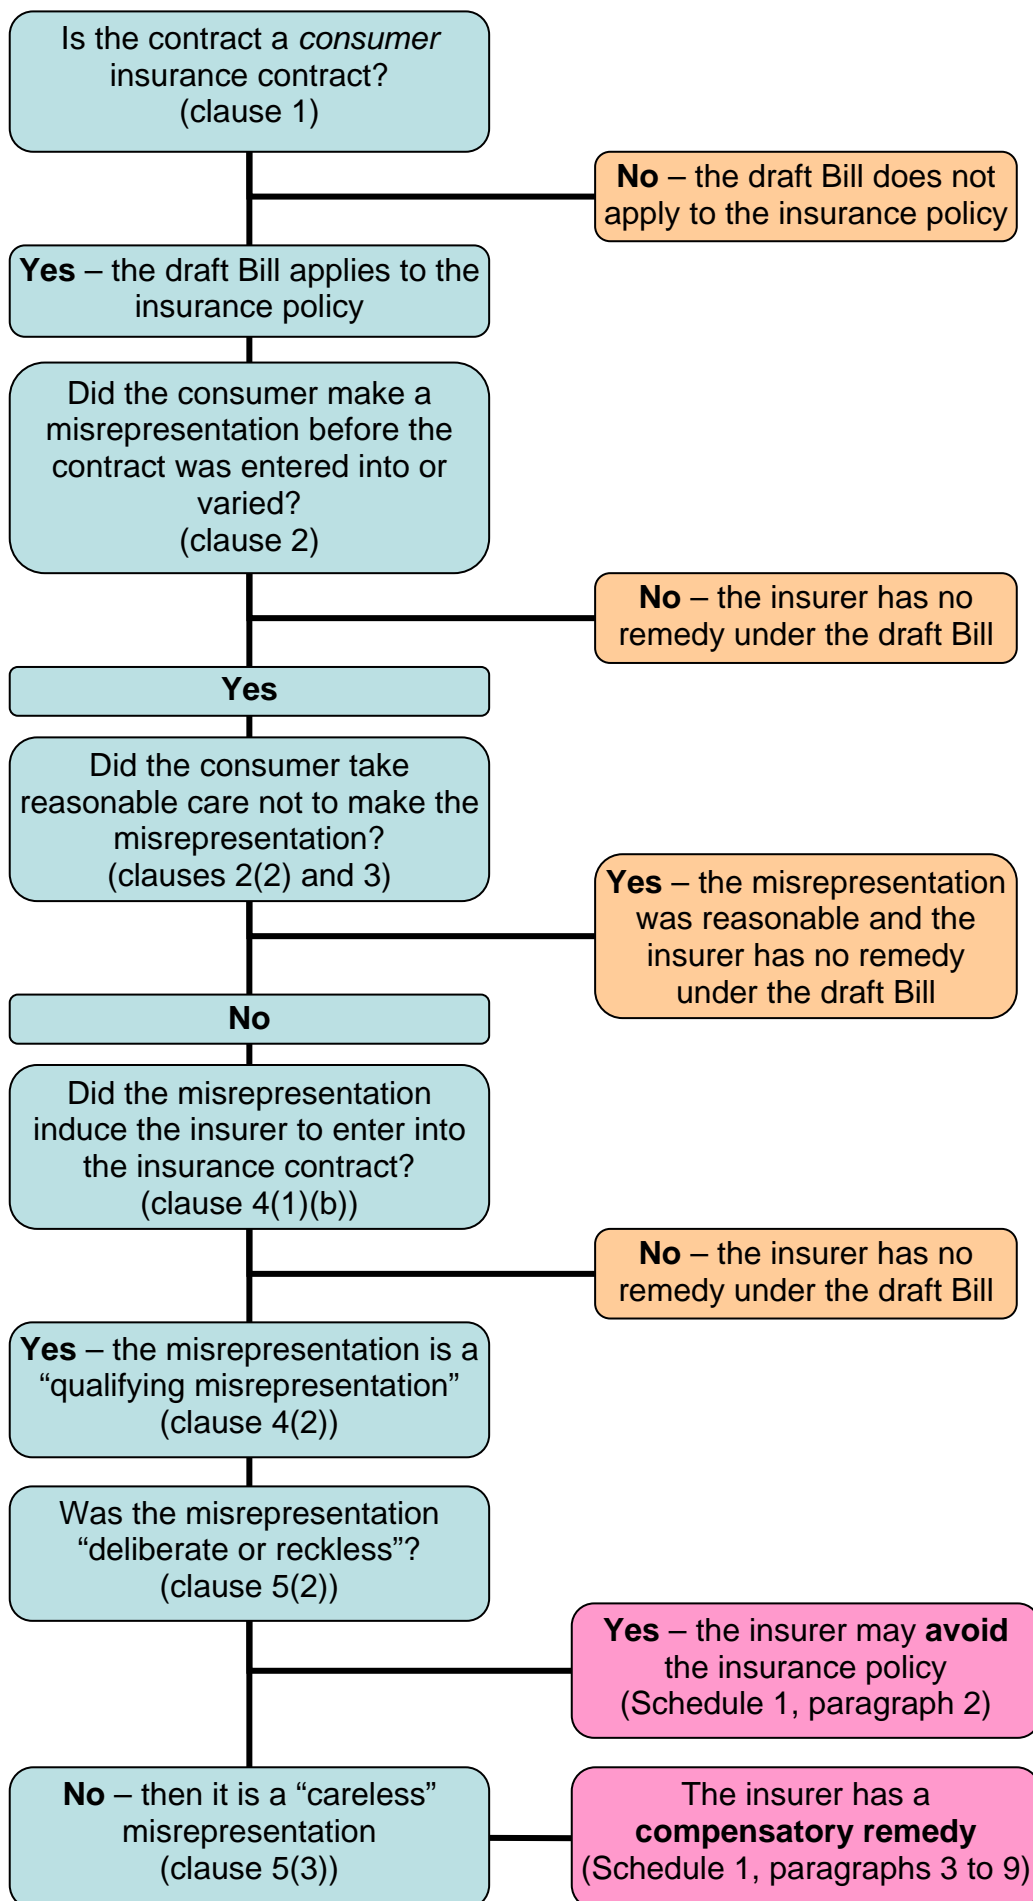 Is the contract a consumer
insurance contract?
(clause 1)
No – the draft Bill does not
apply to the insurance policy
Yes – the draft Bill applies to the
insurance policy
Did the consumer make a
misrepresentation before the
contract was entered into or
varied?
(clause 2)
No – the insurer has no
remedy under the draft Bill
Yes
Did the consumer take
reasonable care not to make the
misrepresentation?
(clauses 2(2) and 3)
Yes – the misrepresentation
was reasonable and the
insurer has no remedy
under the draft Bill
No
Did the misrepresentation
induce the insurer to enter into
the insurance contract?
(clause 4(1)(b))
No – the insurer has no
remedy under the draft Bill
Yes – the misrepresentation is a
“qualifying misrepresentation”
(clause 4(2))
Was the misrepresentation
“deliberate or reckless”?
(clause 5(2))
Yes – the insurer may avoid
the insurance policy
(Schedule 1, paragraph 2)
No – then it is a “careless”
misrepresentation
(clause 5(3))
The insurer has a
compensatory remedy
(Schedule 1, paragraphs 3 to 9)